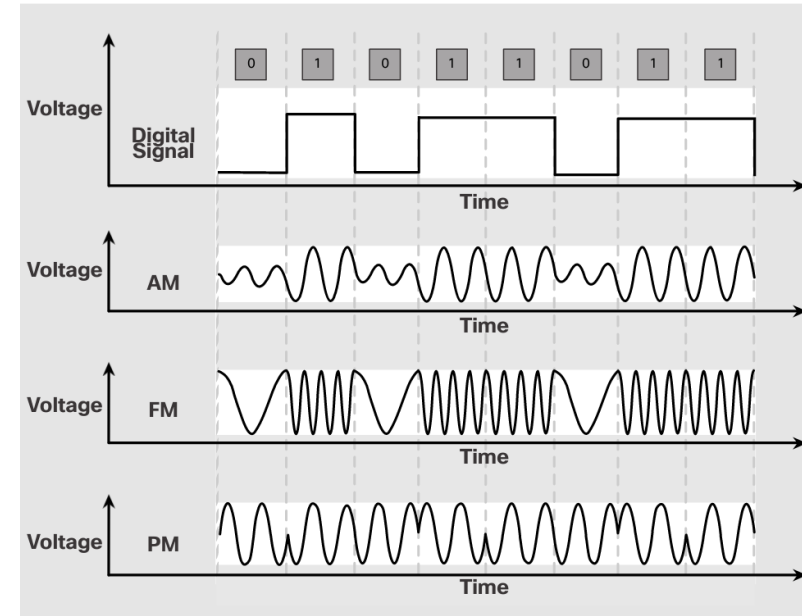 0 1 0 1 1 0 1 1
Voltage
Digital
Signal
Time
Voltage
AM
Time
Voltage
FM
Time
Voltage
PM
Time